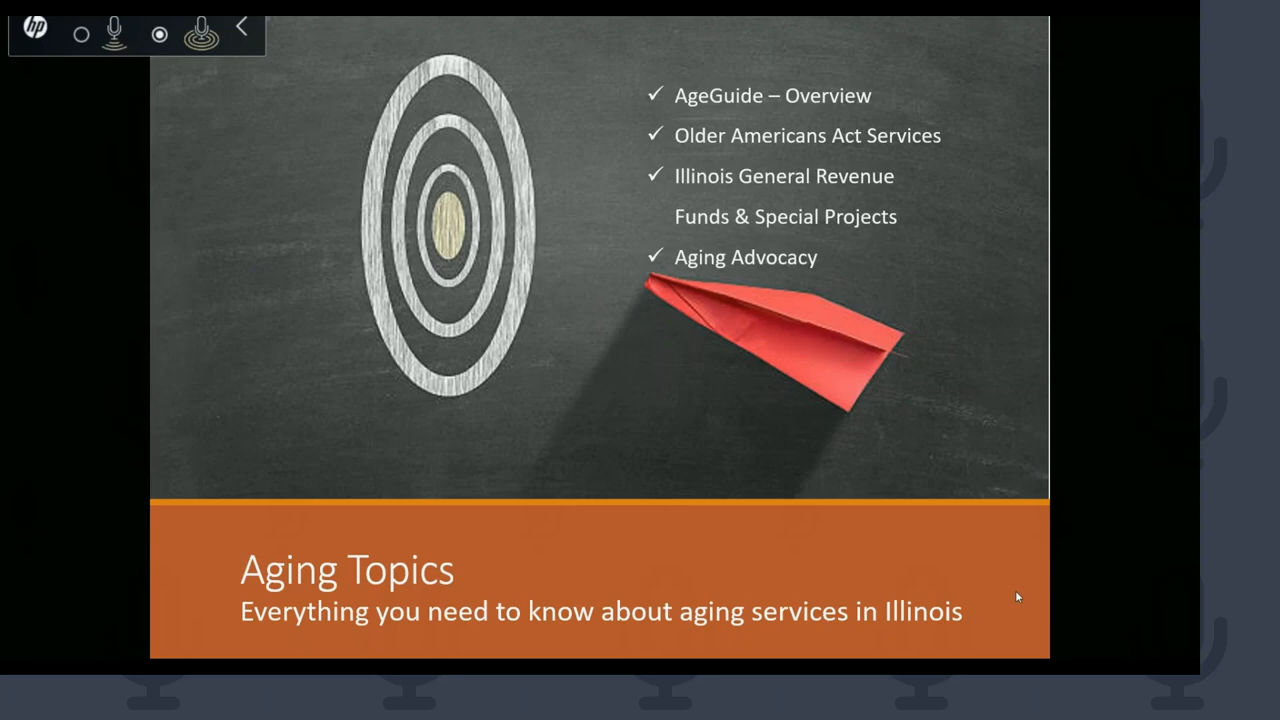 hp
✓ AgeGuide – Overview
✓ Older Americans Act Services
✓ Illinois General Revenue
Funds & Special Projects
✓ Aging Advocacy
Aging Topics
Everything you need to know about aging services in Illinois